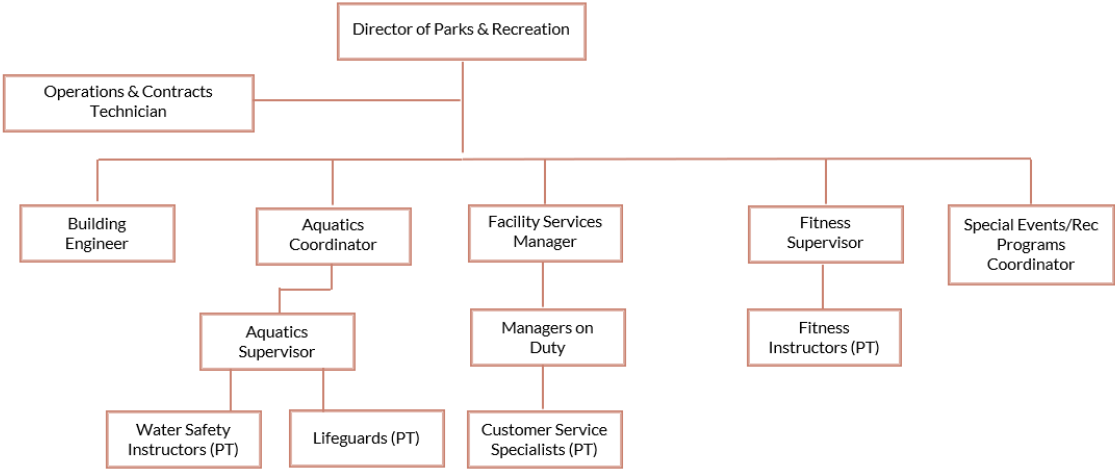 Director of Parks & Recreation
Operations & Contracts
Technician
Building
Engineer
Aquatics
Coordinator
Facility Services
Manager
Fitness
Supervisor
Special Events/Rec
Programs
Coordinator
Aquatics
Supervisor
Managers on
Duty
Fitness
Instructors (PT)
Water Safety
Instructors (PT)
Lifeguards (PT)
Customer Service
Specialists (PT)